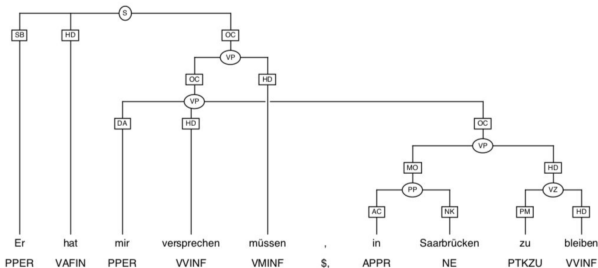 S
SB HD OC
VP
OC HD
VP
DA HD OC
VP
MO HD
PP VZ
AC NK PM HD
Er hat mir versprechen müssen , in Saarbrücken zu bleiben
PPER VAFIN PPER VVINF VMINF $, APPR NE PTKZU VVINF